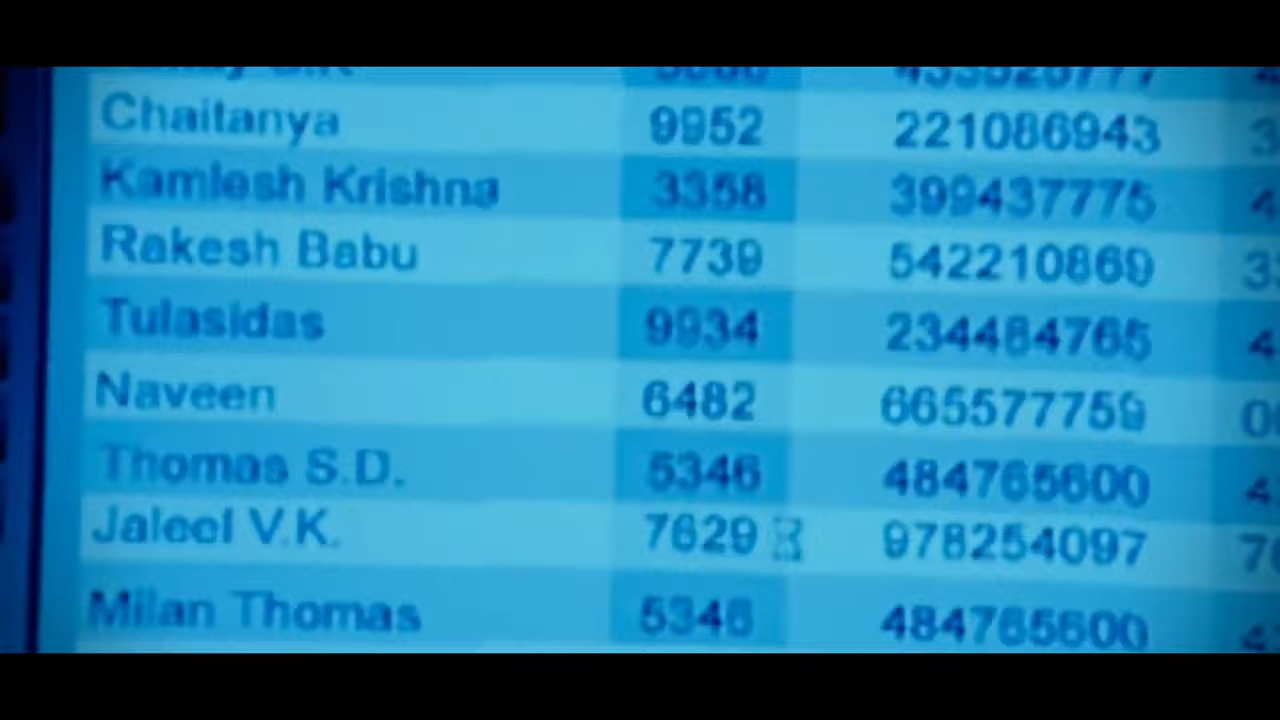 Chaitanya 9952 221086943
Kamlesh Krishna 3358 399437775
Rakesh Babu 7739 542210869
Tulasidas 9934 234484765
Naveen 6482 665577759
Thomas S.D. 5346 484765600
Jaleel V.K. 7629 978254097
Milan Thomas 5346 484765600